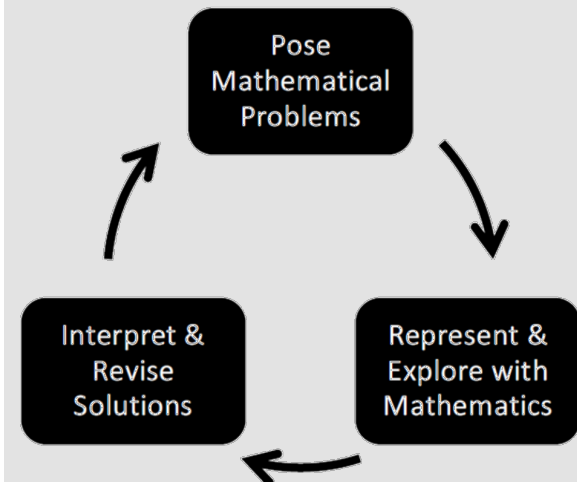 Pose
Mathematical
Problems
Interpret &
Revise
Solutions
Represent &
Explore with
Mathematics